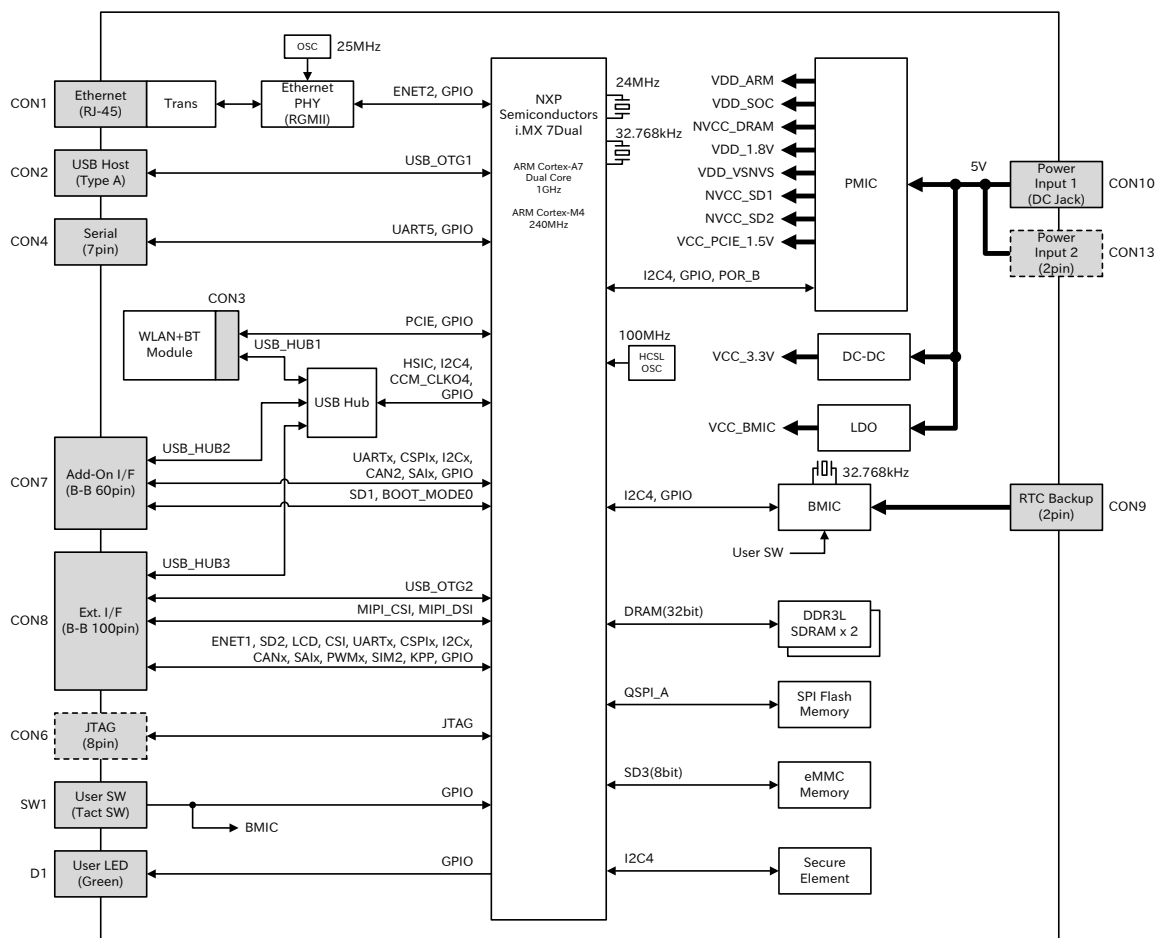 OSC
25MHz
CON1
Ethernet
(RJ-45)
Trans
Ethernet
PHY
(RGMII)
ENET2, GPIO
CON2
USB Host
(Type A)
USB_OTG1
CON4
Serial
(7pin)
UART5, GPIO
CON3
WLAN+BT
Module
PCIE, GPIO
USB_HUB1
USB Hub
HSIC, I2C4,
CCM_CLKO4,
GPIO
CON7
Add-On I/F
(B-B 60pin)
USB_HUB2
UARTx, CSPIx, I2Cx,
CAN2, SAIx, GPIO
SD1, BOOT_MODE0
CON8
Ext. I/F
(B-B 100pin)
USB_HUB3
USB_OTG2
MIPI_CSI, MIPI_DSI
ENET1, SD2, LCD, CSI, UARTx, CSPIx, I2Cx,
CANx, SAIx, PWMx, SIM2, KPP, GPIO
CON6
JTAG
(8pin)
JTAG
SW1
User SW
(Tact SW)
GPIO
BMIC
D1
User LED
(Green)
GPIO
NXP
Semiconductors
i.MX 7Dual
ARM Cortex-A7
Dual Core
1GHz
ARM Cortex-M4
240MHz
24MHz
32.768kHz
VDD_ARM
VDD_SOC
NVCC_DRAM
VDD_1.8V
VDD_VSNVS
NVCC_SD1
NVCC_SD2
VCC_PCIE_1.5V
PMIC
5V
Power
Input 1
(DC Jack)
CON10
Power
Input 2
(2pin)
CON13
I2C4, GPIO, POR_B
100MHz
HCSL
OSC
VCC_3.3V
DC-DC
VCC_BMIC
LDO
32.768kHz
I2C4, GPIO
BMIC
RTC Backup
(2pin)
CON9
User SW
DRAM(32bit)
DDR3L
SDRAM x 2
QSPI_A
SPI Flash
Memory
SD3(8bit)
eMMC
Memory
I2C4
Secure
Element